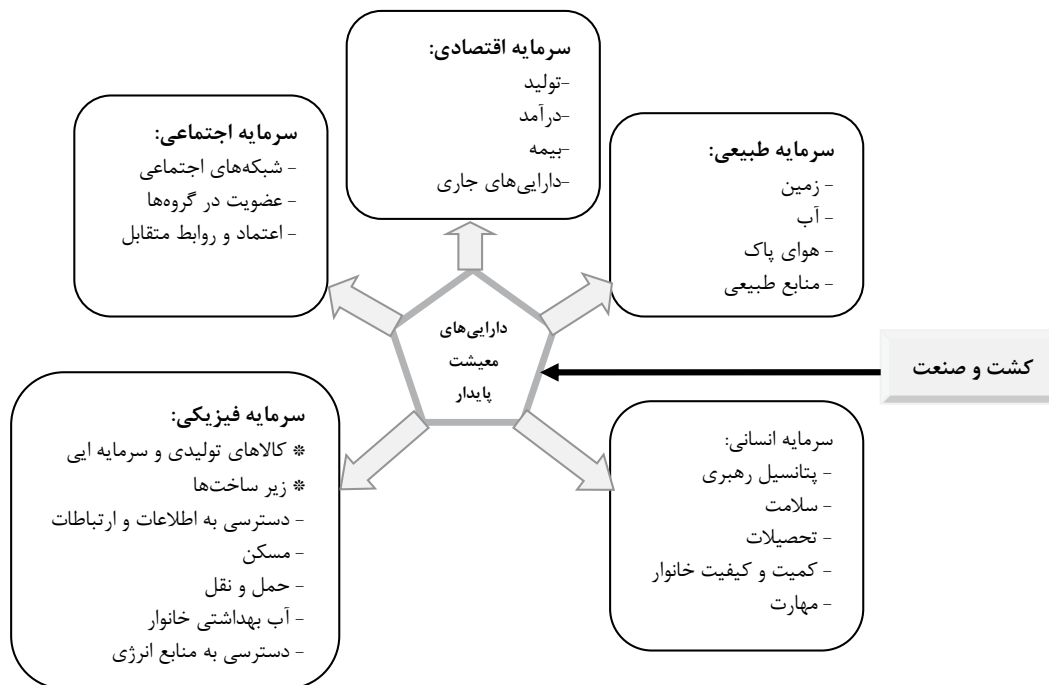 سرمایه اقتصادی:
-تولید
-درآمد
-بیمه
-دارایی‌های جاری
سرمایه طبیعی:
- زمین
- آب
- هوای پاک
- منابع طبیعی
سرمایه اجتماعی:
- شبکه‌های اجتماعی
- عضویت در گروه‌ها
- اعتماد و روابط متقابل
دارایی‌های
معیشت
پایدار
کشت و صنعت
سرمایه انسانی:
- پتانسیل رهبری
- سلامت
- تحصیلات
- کمیت و کیفیت خانوار
- مهارت
سرمایه فیزیکی:
* کالاهای تولیدی و سرمایه ایی
* زیر ساخت‌ها
- دسترسی به اطلاعات و ارتباطات
- مسکن
- حمل و نقل
- آب بهداشتی خانوار
- دسترسی به منابع انرژی